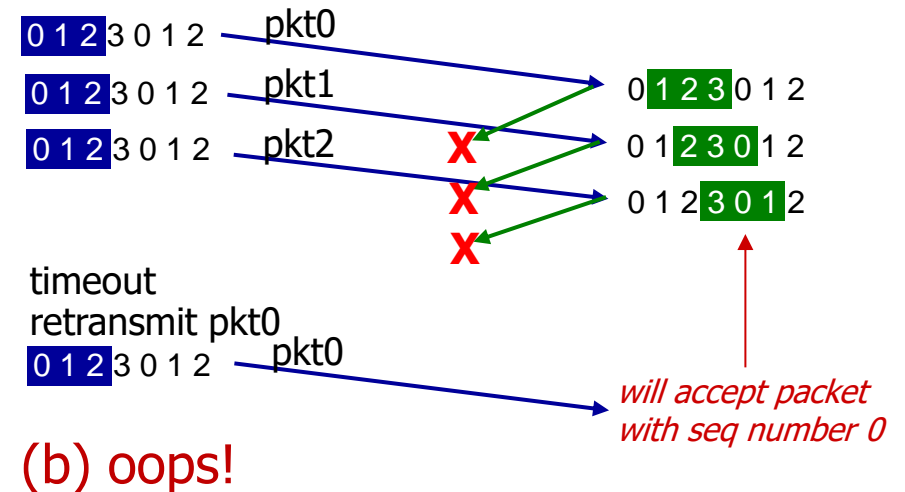 0 1 2 3 0 1 2 pkt0
0 1 2 3 0 1 2
0 1 2 3 0 1 2 pkt1
X 0 1 2 3 0 1 2
0 1 2 3 0 1 2 pkt2
X 0 1 2 3 0 1 2
X
timeout
retransmit pkt0
0 1 2 3 0 1 2 pkt0
will accept packet
with seq number 0
(b) oops!